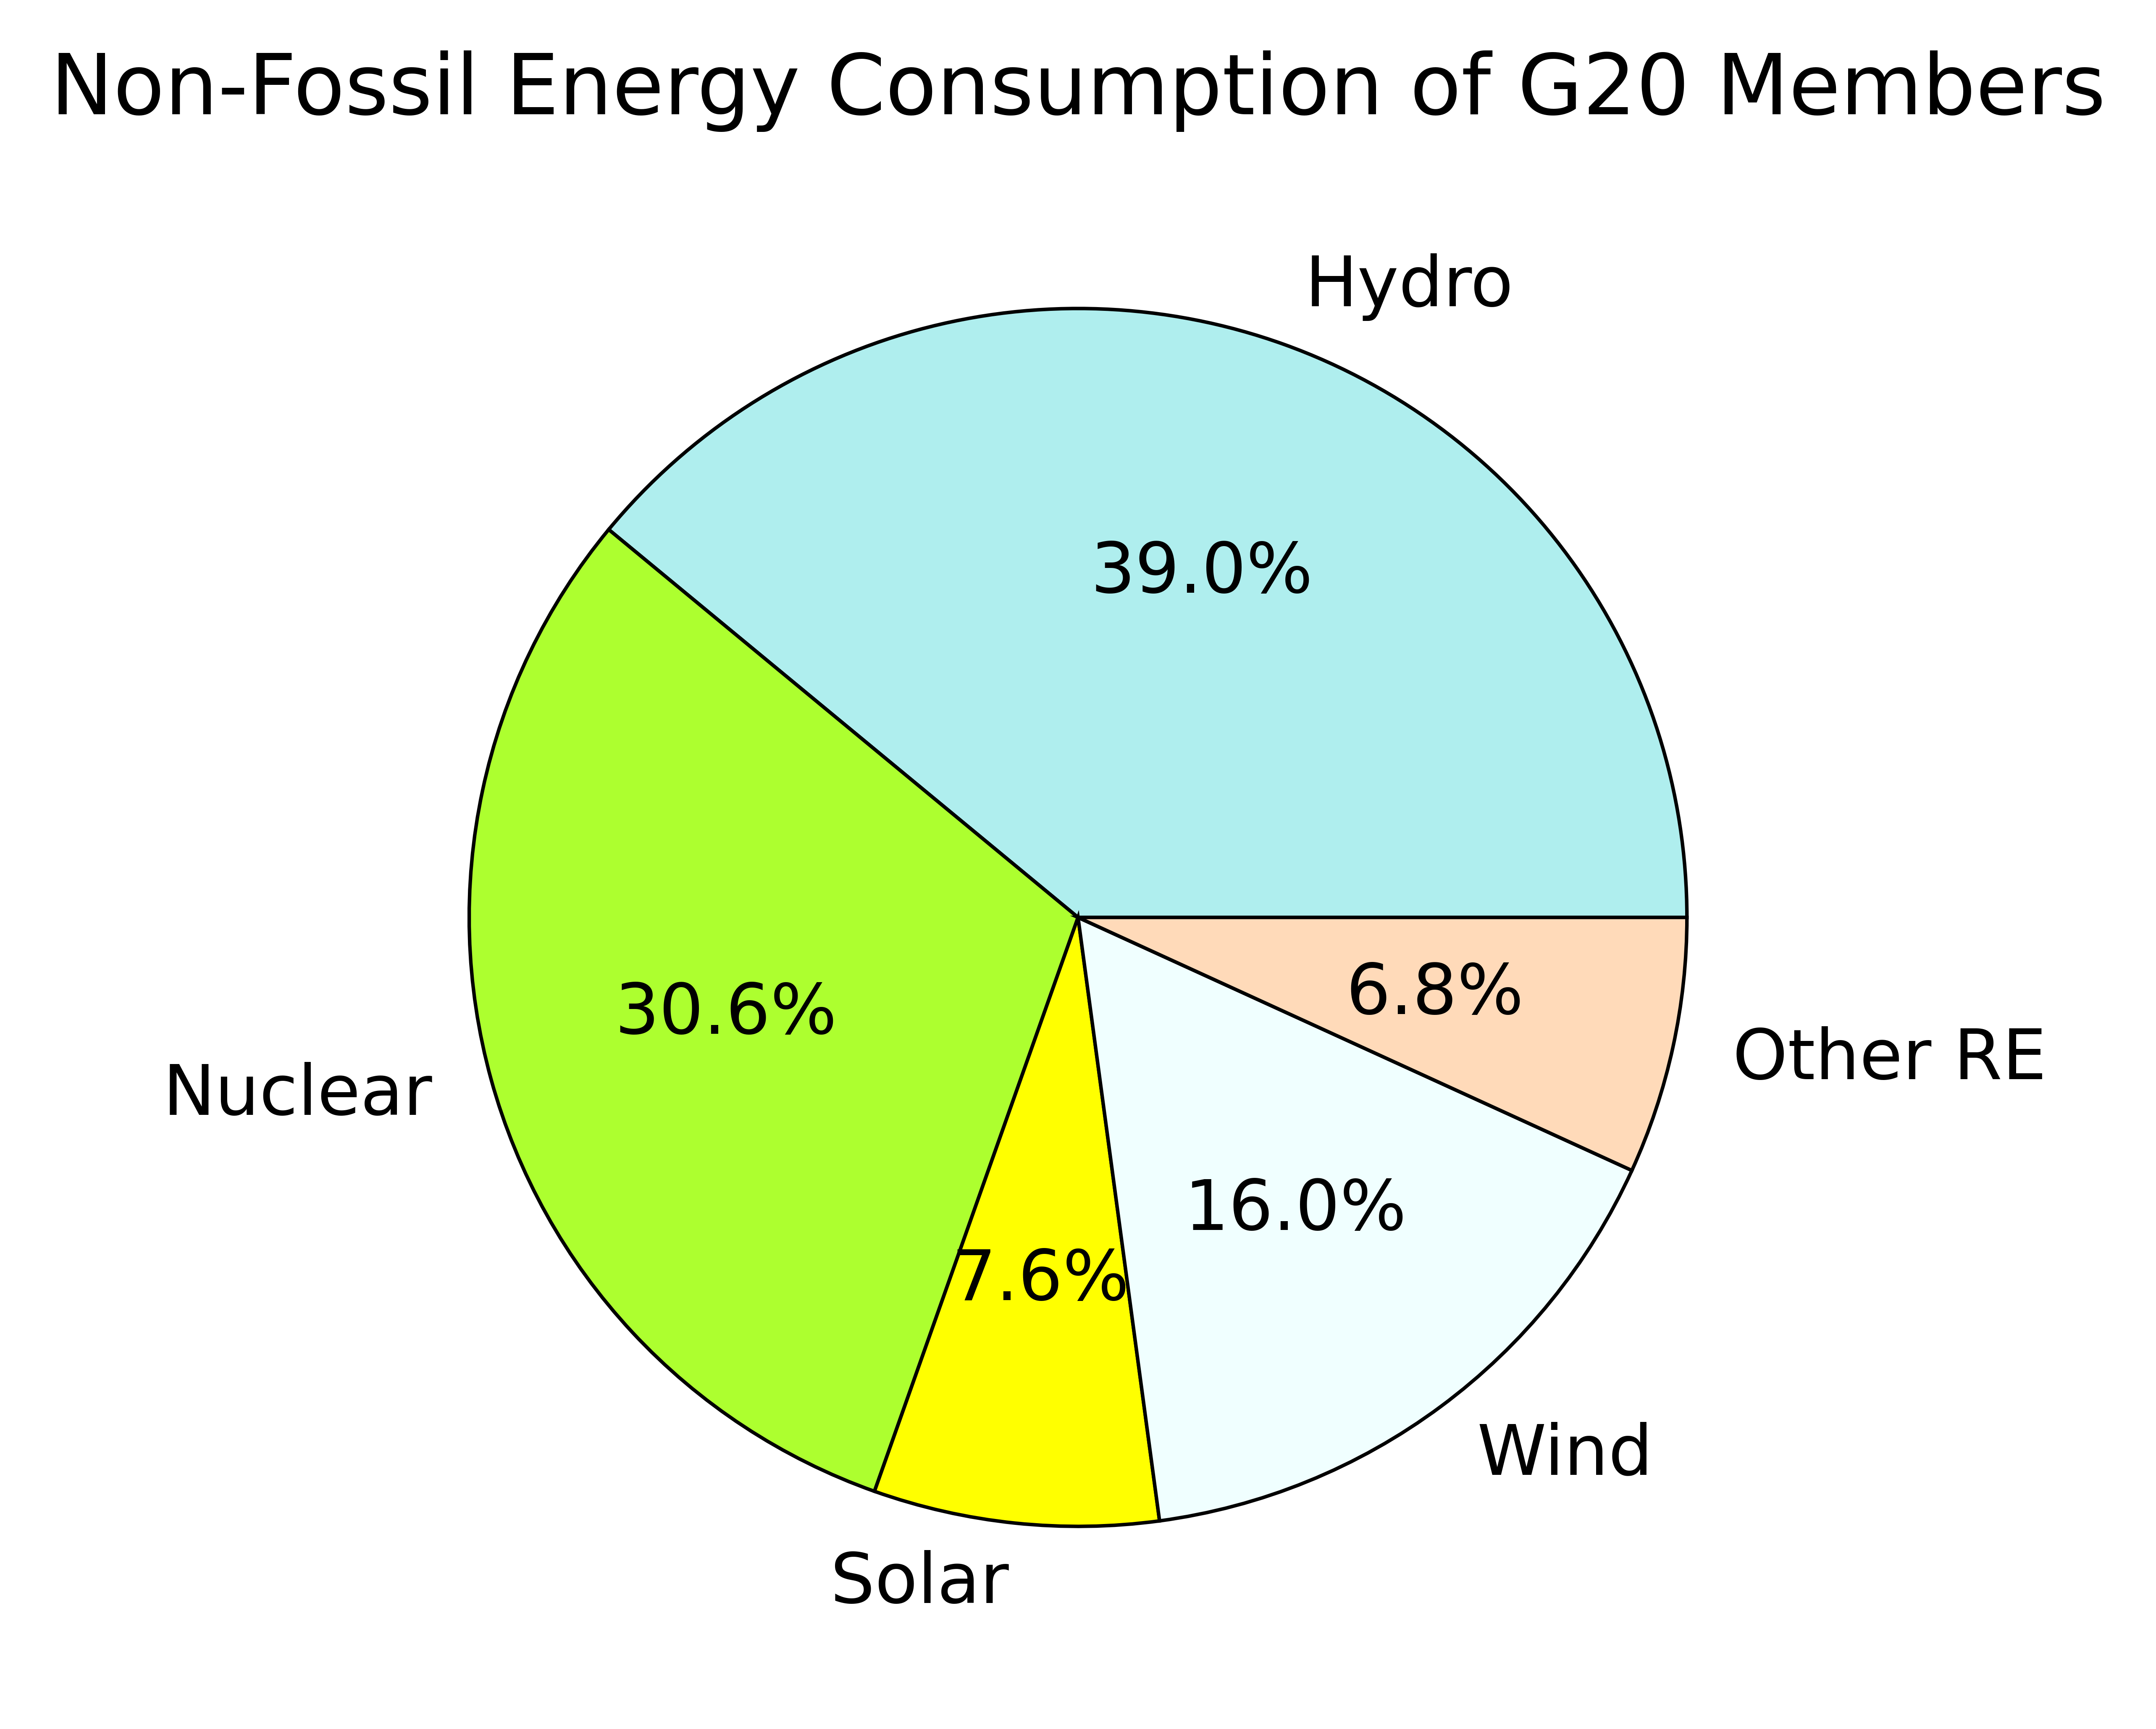 Non-Fossil Energy Consumption of G20 Members
Hydro
39.0%
30.6%
Nuclear
7.6%
Solar
16.0%
Wind
6.8%
Other RE